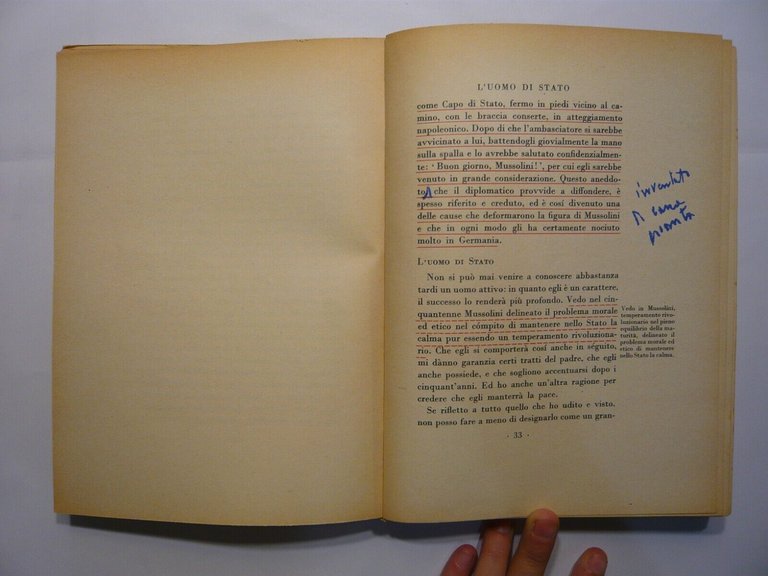 L'UOMO DI STATO
come Capo di Stato, fermo in piedi vicino al ca-
mino, con le braccia conserte, in atteggiamento
napoleonico. Dopo di che l'ambasciatore si sarebbe
avvicinato a lui, battendogli giovialmente la mano
sulla spalla e lo avrebbe salutato confidenzialmen-
te: 'Buon giorno, Mussolini!', per cui egli sarebbe
venuto in grande considerazione. Questo aneddo-
to, che il diplomatico provvide a diffondere, è
spesso riferito e creduto, ed è cosí divenuto una
delle cause che deformarono la figura di Mussolini
e che in ogni modo gli ha certamente nociuto
molto in Germania.
inventato
di sana
pianta
L'UOMO DI STATO
Non si può mai venire a conoscere abbastanza
tardi un uomo attivo: in quanto egli è un carattere,
il successo lo renderà più profondo. Vedo nel cin-
quantenne Mussolini delineato il problema morale
ed etico nel cómpito di mantenere nello Stato la
calma pur essendo un temperamento rivoluziona-
rio. Che egli si comporterà cosí anche in séguito,
mi dànno garanzia certi tratti del padre, che egli
anche possiede, e che sogliono accentuarsi dopo i
cinquant'anni. Ed ho anche un'altra ragione per
credere che egli manterrà la pace.
Se rifletto a tutto quello che ho udito e visto,
non posso fare a meno di designarlo come un gran-
Vedo in Mussolini,
temperamento rivo-
luzionario nel pieno
equilibrio della ma-
turità, delineato il
problema morale ed
etico di mantenere
nello Stato la calma.
· 33 ·